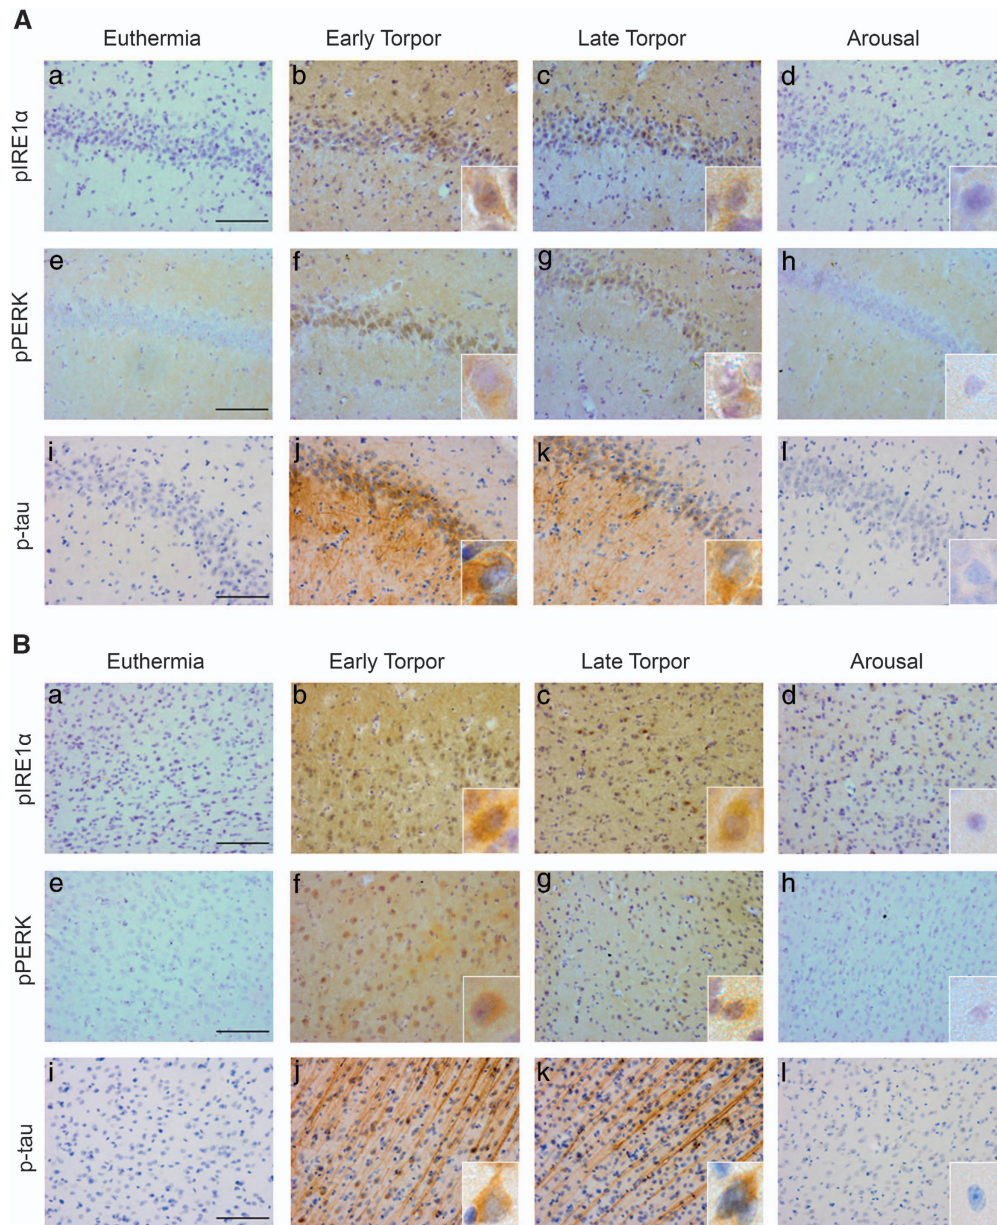 A
Euthermia Early Torpor Late Torpor Arousal
pIRE1α
a b c d
pPERK
e f g h
p-tau
i j k l
B
Euthermia Early Torpor Late Torpor Arousal
pIRE1α
a b c d
pPERK
e f g h
p-tau
i j k l